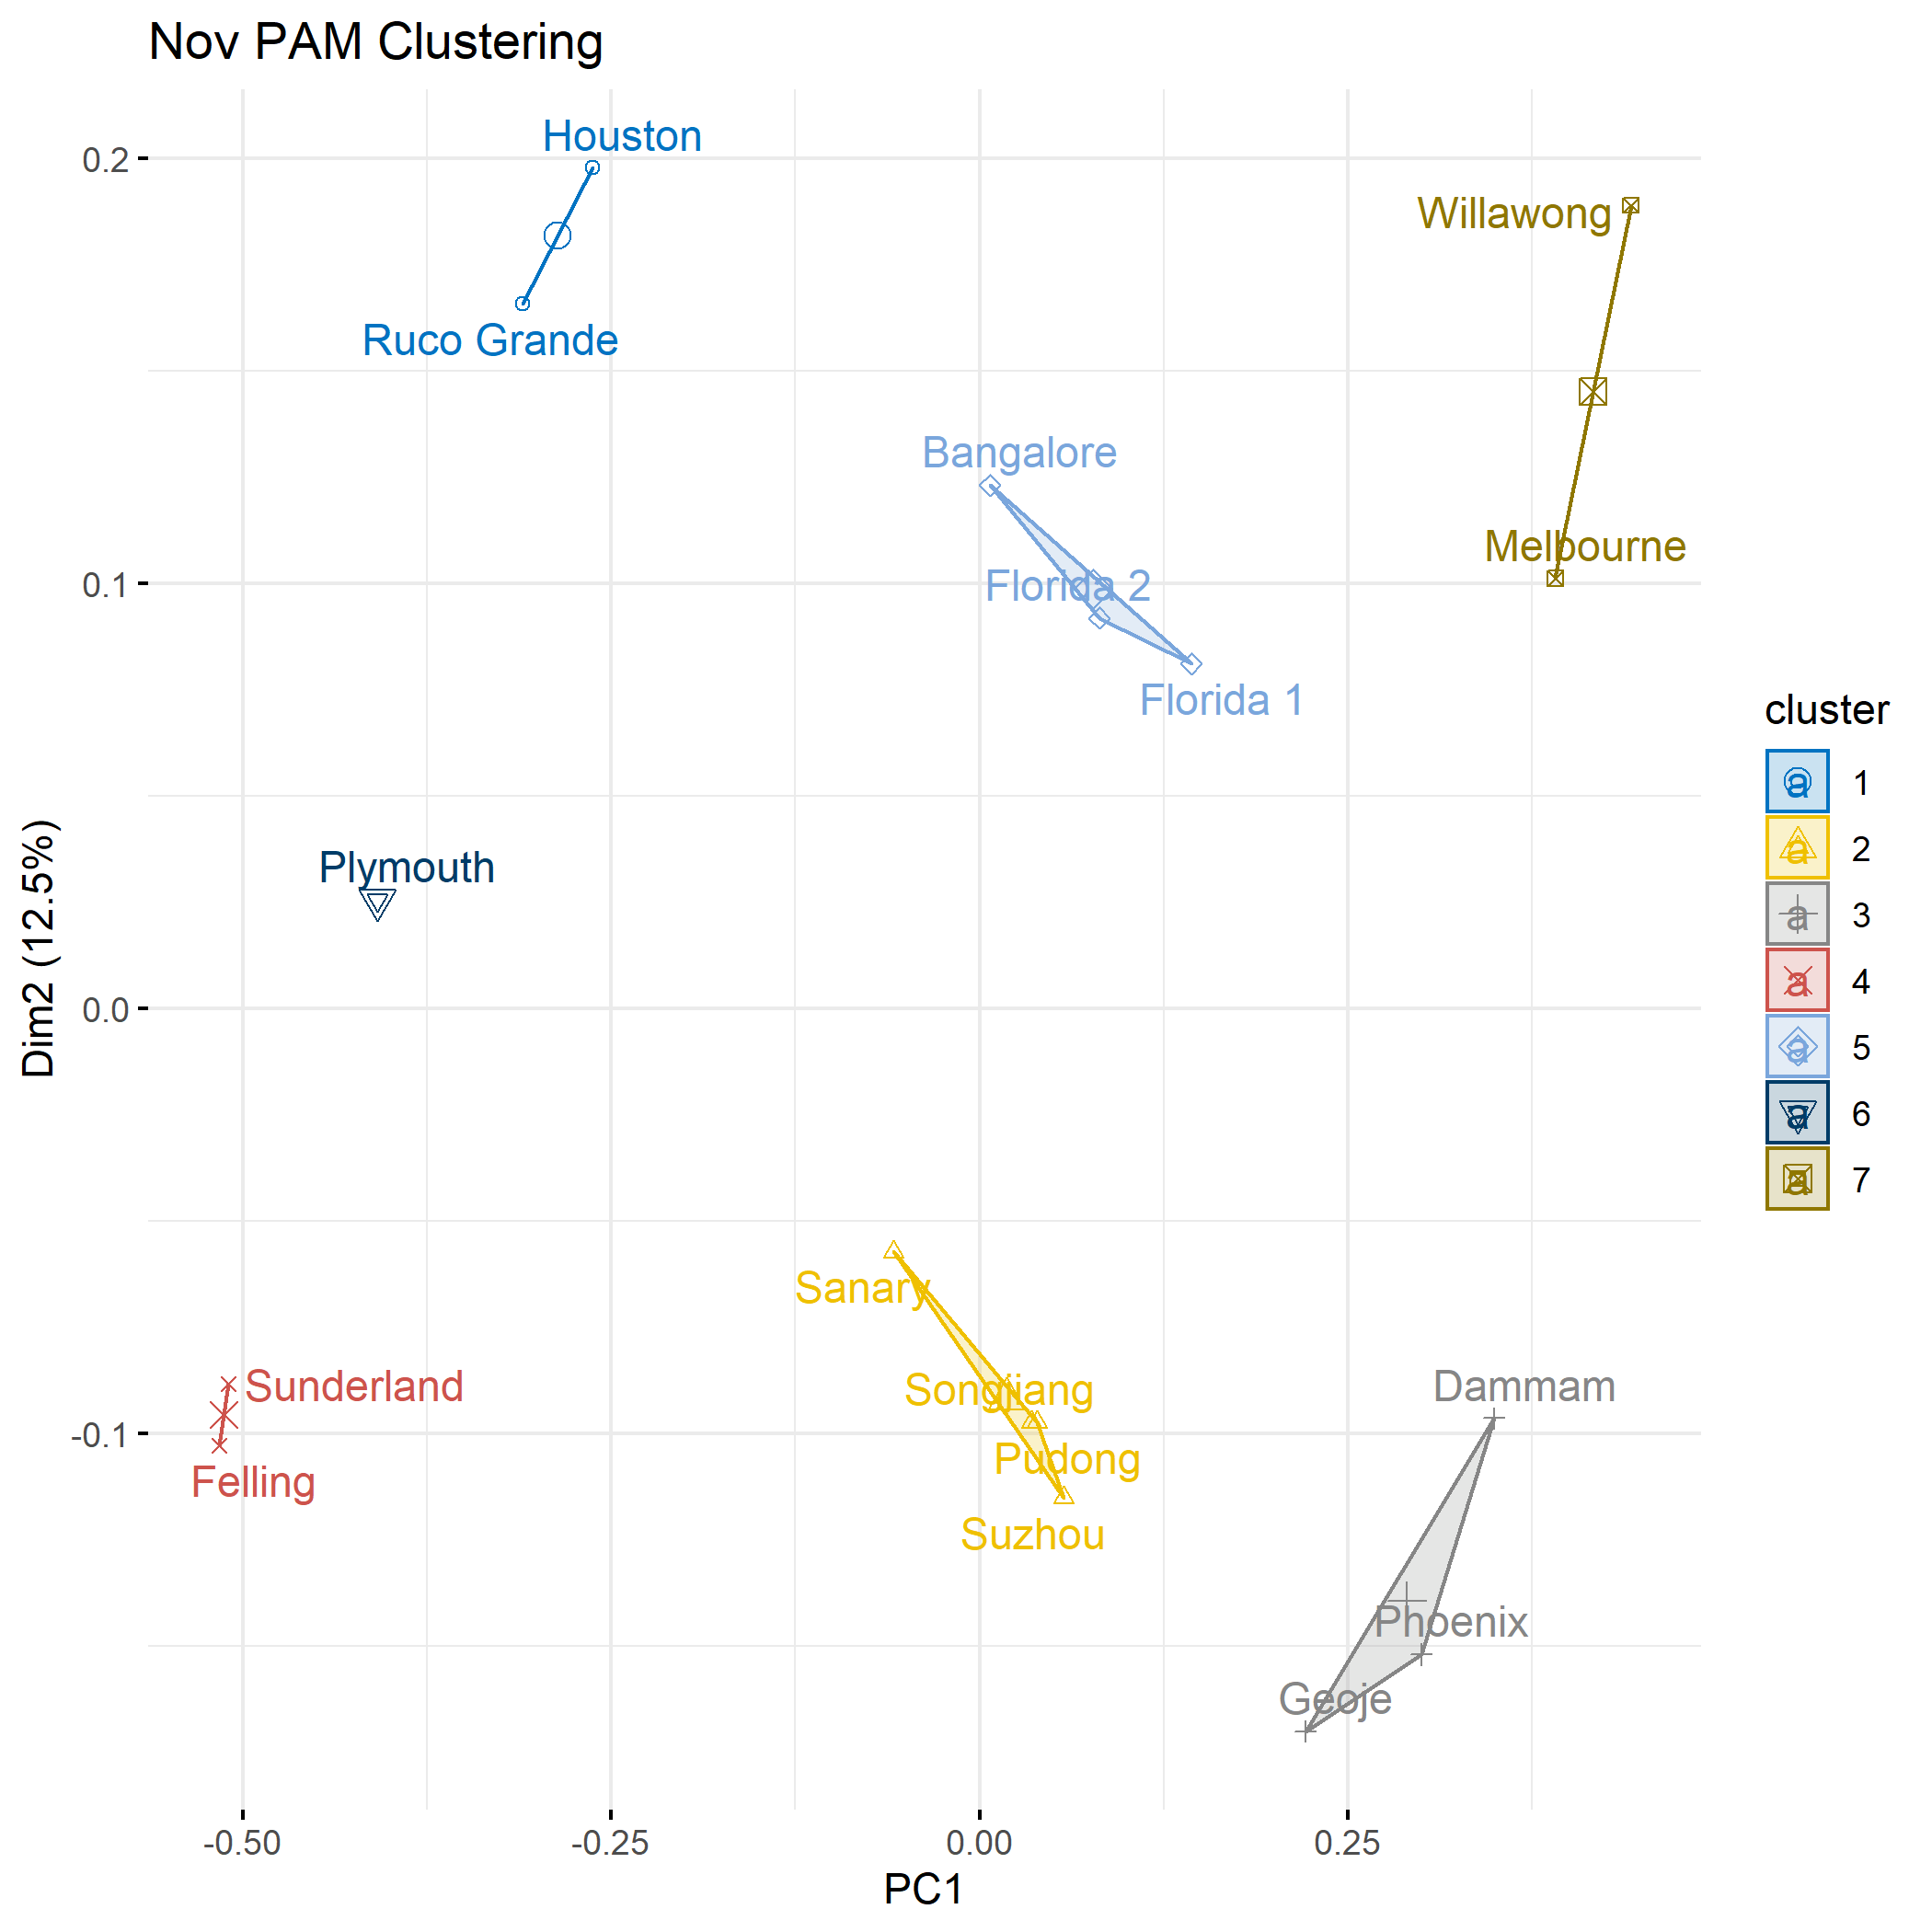 Nov PAM Clustering
Houston
Ruco Grande
Willawong
Bangalore
Melbourne
Florida 2
Florida 1
Plymouth
Sanary
Sunderland
Songjiang
Dammam
Pudong
Felling
Suzhou
Phoenix
Geoje
0.2
0.1
0.0
-0.1
Dim2 (12.5%)
-0.50
-0.25
0.00
0.25
PC1
cluster
a 1
a 2
a 3
a 4
a 5
a 6
a 7